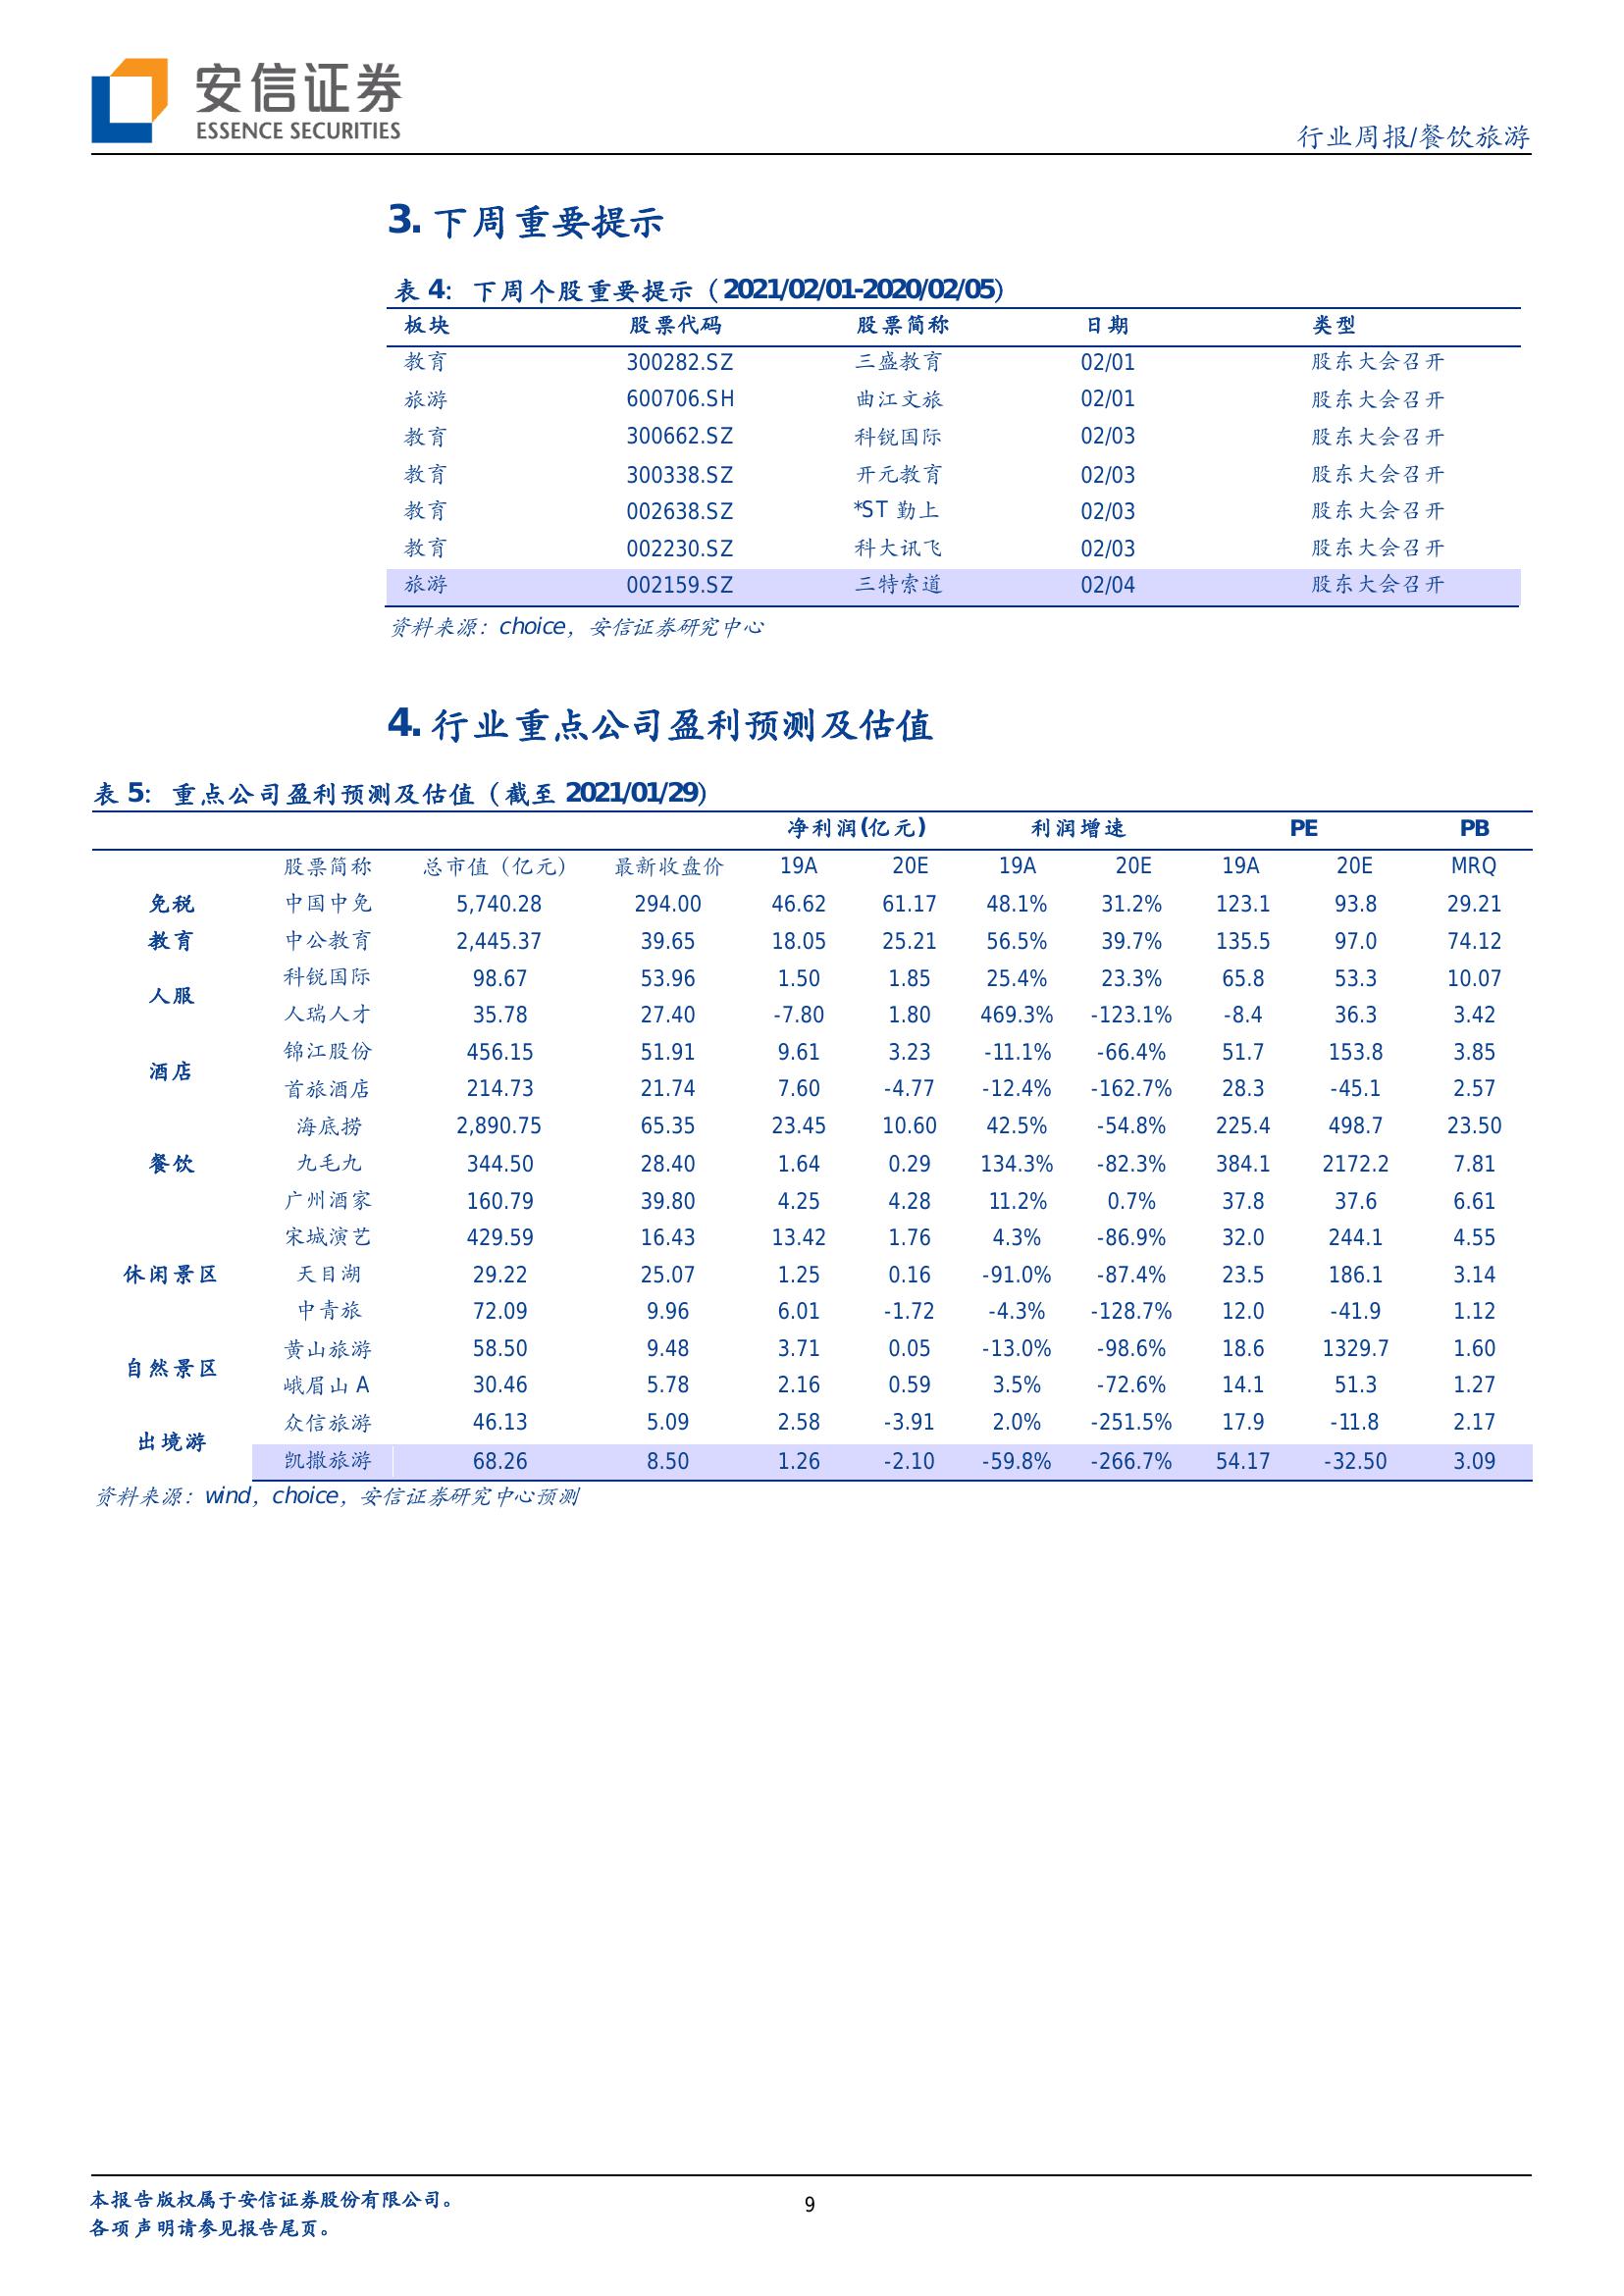 安信证券
ESSENCE SECURITIES
行业周报/餐饮旅游
3. 下周重要提示
表 4: 下周个股重要提示（2021/02/01-2020/02/05）
板块 股票代码 股票简称 日期 类型
教育 300282.SZ 三盛教育 02/01 股东大会召开
旅游 600706.SH 曲江文旅 02/01 股东大会召开
教育 300662.SZ 科锐国际 02/03 股东大会召开
教育 300338.SZ 开元教育 02/03 股东大会召开
教育 002638.SZ *ST 勤上 02/03 股东大会召开
教育 002230.SZ 科大讯飞 02/03 股东大会召开
旅游 002159.SZ 三特索道 02/04 股东大会召开
资料来源：choice，安信证券研究中心
4. 行业重点公司盈利预测及估值
表 5: 重点公司盈利预测及估值（截至 2021/01/29）
净利润(亿元) 利润增速 PE PB
股票简称 总市值（亿元） 最新收盘价 19A 20E 19A 20E 19A 20E MRQ
免税 中国中免 5,740.28 294.00 46.62 61.17 48.1% 31.2% 123.1 93.8 29.21
教育 中公教育 2,445.37 39.65 18.05 25.21 56.5% 39.7% 135.5 97.0 74.12
人服 科锐国际 98.67 53.96 1.50 1.85 25.4% 23.3% 65.8 53.3 10.07
人瑞人才 35.78 27.40 -7.80 1.80 469.3% -123.1% -8.4 36.3 3.42
酒店 锦江股份 456.15 51.91 9.61 3.23 -11.1% -66.4% 51.7 153.8 3.85
首旅酒店 214.73 21.74 7.60 -4.77 -12.4% -162.7% 28.3 -45.1 2.57
海底捞 2,890.75 65.35 23.45 10.60 42.5% -54.8% 225.4 498.7 23.50
餐饮 九毛九 344.50 28.40 1.64 0.29 134.3% -82.3% 384.1 2172.2 7.81
广州酒家 160.79 39.80 4.25 4.28 11.2% 0.7% 37.8 37.6 6.61
宋城演艺 429.59 16.43 13.42 1.76 4.3% -86.9% 32.0 244.1 4.55
休闲景区 天目湖 29.22 25.07 1.25 0.16 -91.0% -87.4% 23.5 186.1 3.14
中青旅 72.09 9.96 6.01 -1.72 -4.3% -128.7% 12.0 -41.9 1.12
自然景区 黄山旅游 58.50 9.48 3.71 0.05 -13.0% -98.6% 18.6 1329.7 1.60
峨眉山 A 30.46 5.78 2.16 0.59 3.5% -72.6% 14.1 51.3 1.27
出境游 众信旅游 46.13 5.09 2.58 -3.91 2.0% -251.5% 17.9 -11.8 2.17
凯撒旅游 68.26 8.50 1.26 -2.10 -59.8% -266.7% 54.17 -32.50 3.09
资料来源：wind，choice，安信证券研究中心预测
本报告版权属于安信证券股份有限公司。
各项声明请参见报告尾页。
9